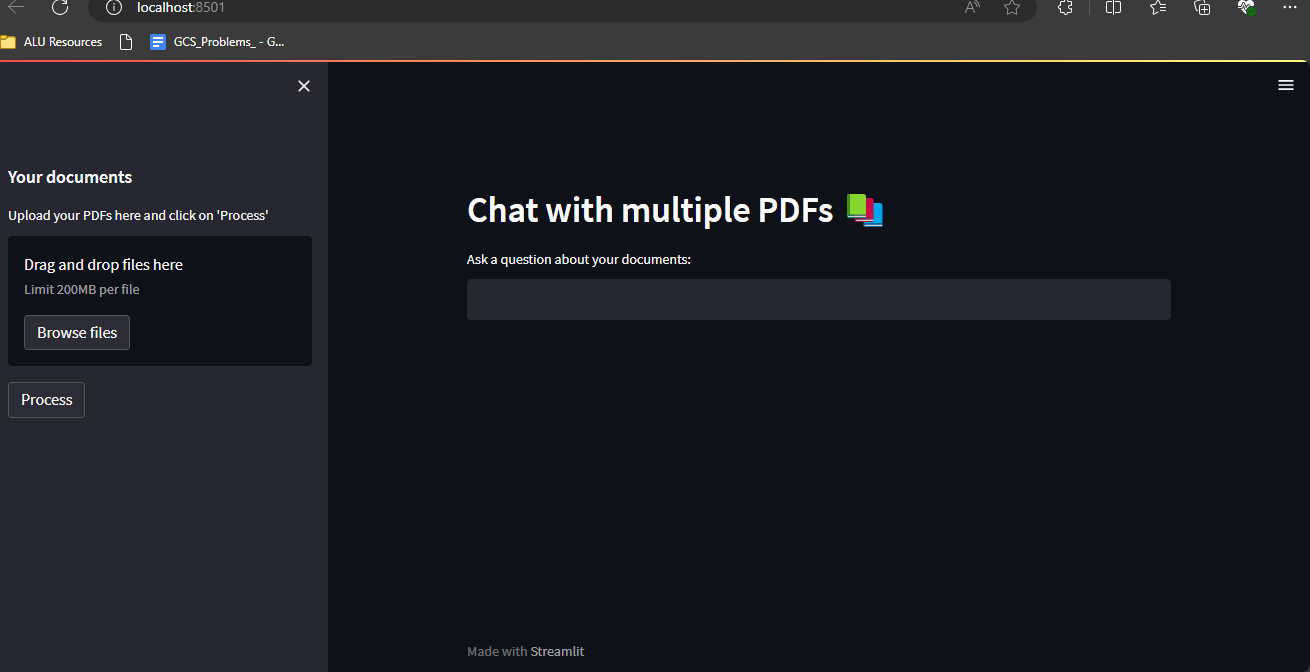 localhost:8501
ALU Resources
GCS_Problems_ - G...
Your documents
Upload your PDFs here and click on 'Process'
Drag and drop files here
Limit 200MB per file
Browse files
Process
Chat with multiple PDFs
Ask a question about your documents:
Made with Streamlit